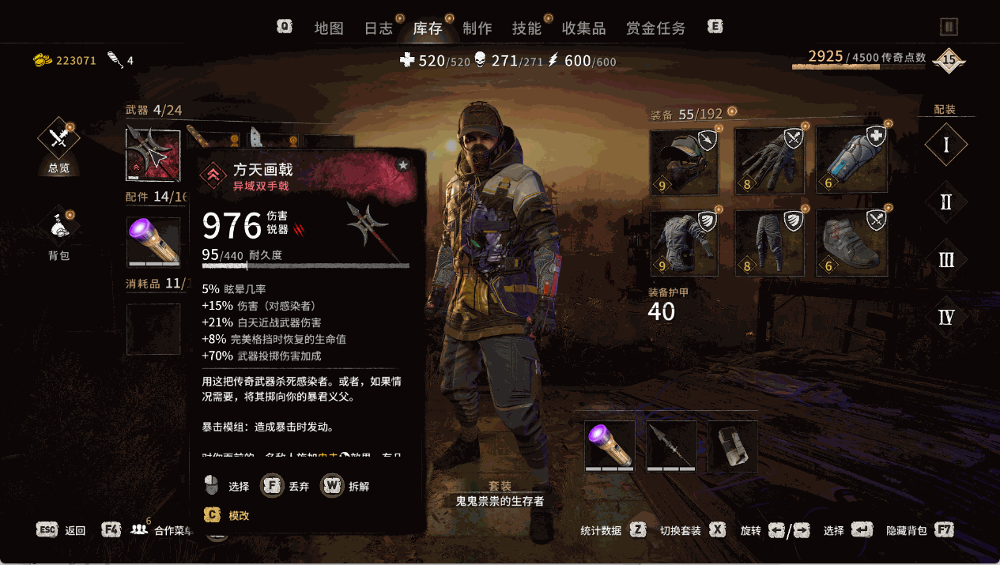 Q 地图 日志 库存 制作 技能 收集品 赏金任务 E
223071 4
520/520 271/271 600/600
2925/4500 传奇点数 15
武器 4/24
总览
配件 14/16
背包
消耗品 11/
方天画戟
异域双手戟
976 伤害
锐器
95/440 耐久度
5% 眩晕几率
+15% 伤害（对感染者）
+21% 白天近战武器伤害
+8% 完美格挡时恢复的生命值
+70% 武器投掷伤害加成
用这把传奇武器杀死感染者。或者，如果情
况需要，将其掷向你的暴君义父。
暴击模组：造成暴击时发动。
选择 F 丢弃 W 拆解
C 模改
装备 55/192
9 8 6
9 8 6
装备护甲
40
配装
I
II
III
IV
套装
鬼鬼祟祟的生存者
ESC 返回 F4 6 合作菜单
统计数据 Z 切换套装 X 旋转 / 选择 隐藏背包 F7